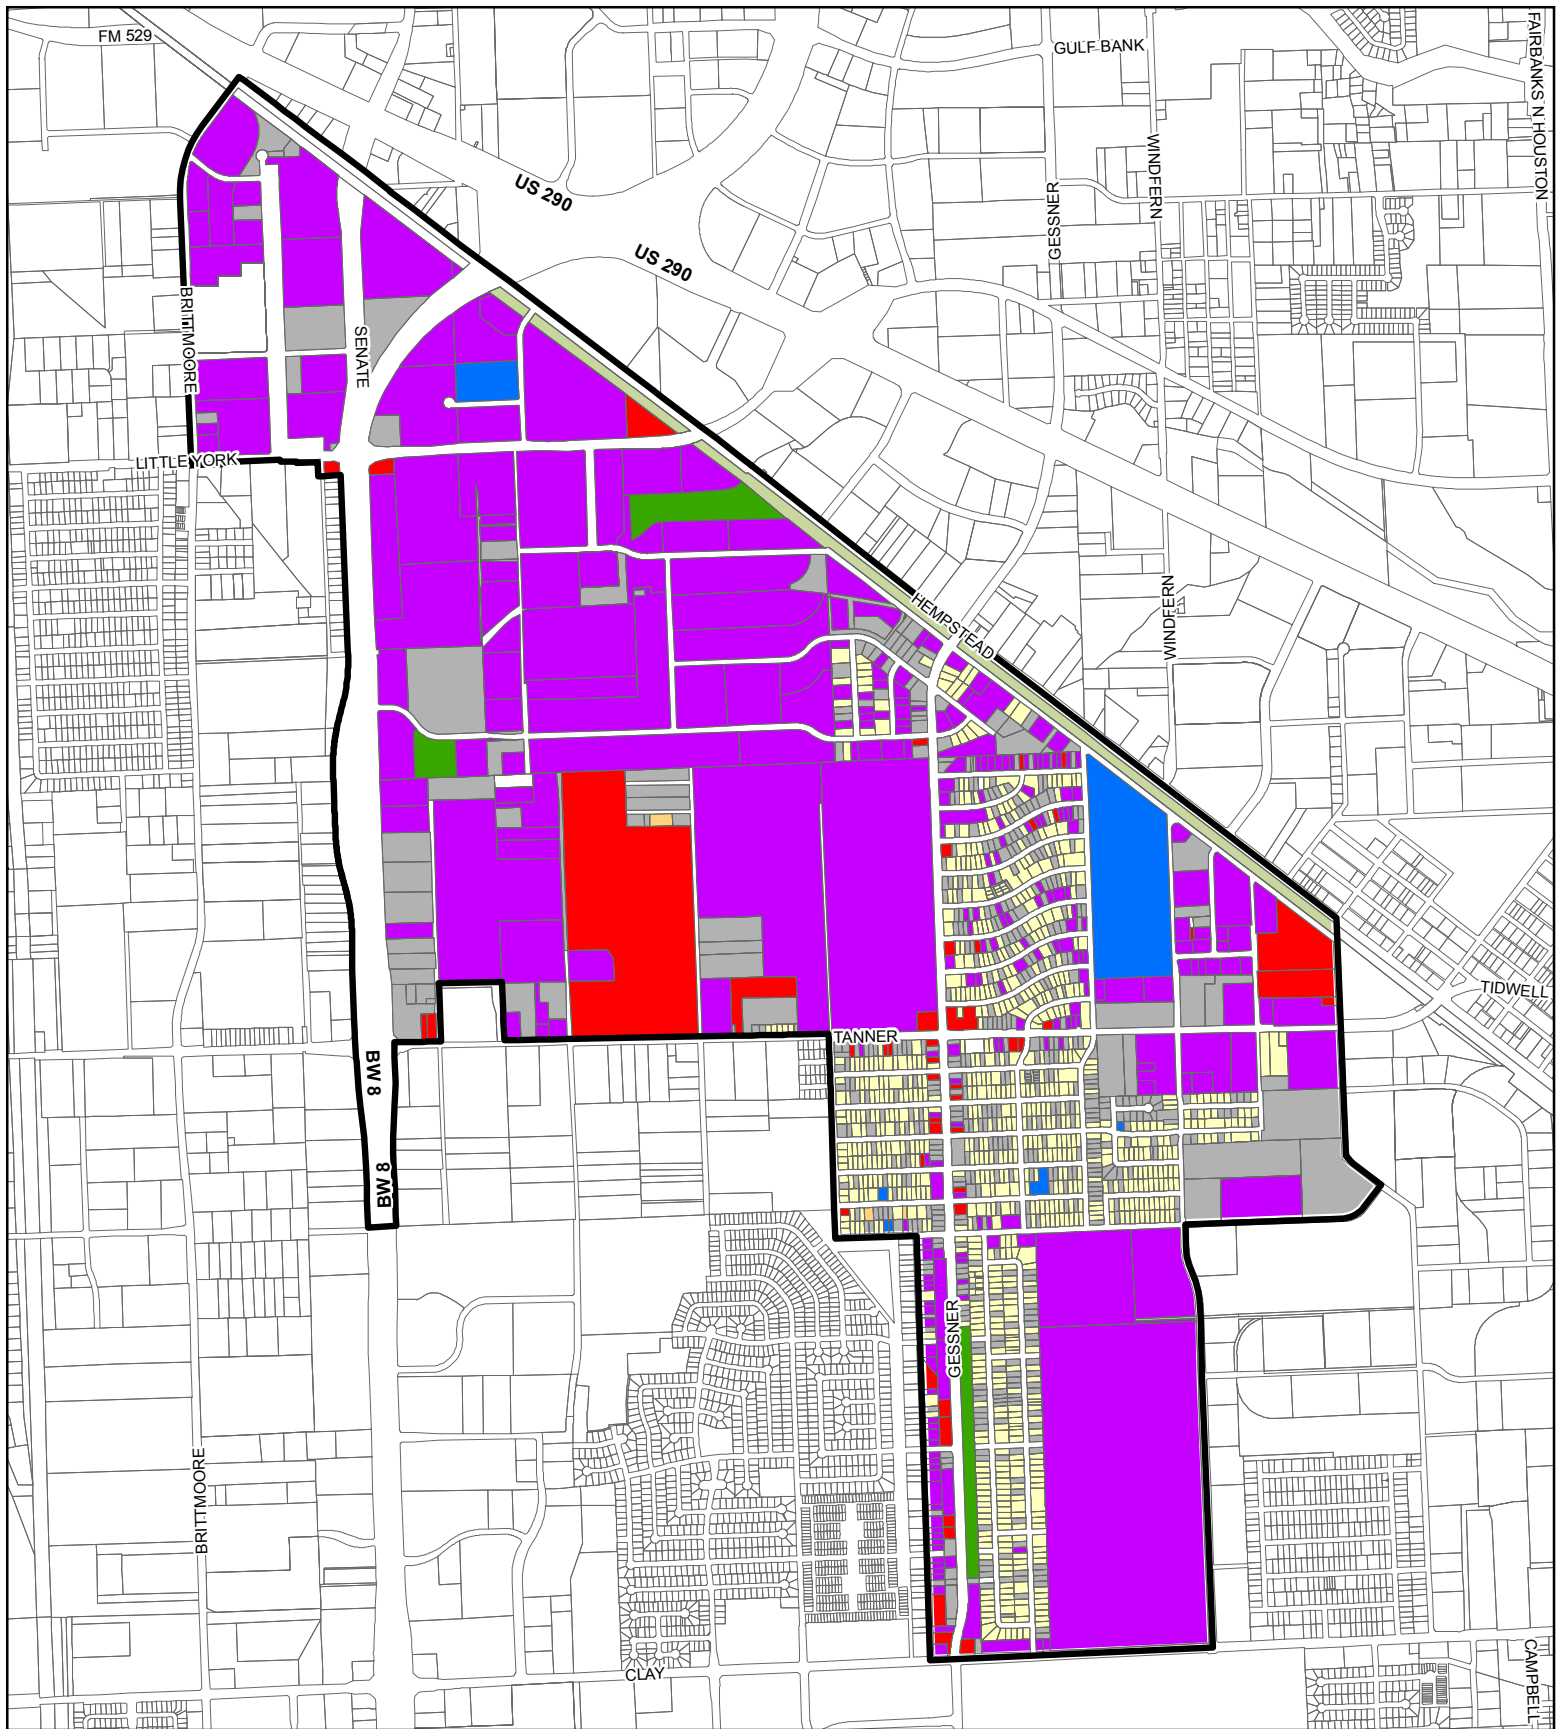 FM 529
GULF BANK
FAIRBANKS N HOUSTON
WINDFERN
US 290
GESSNER
US 290
BRITTMOORE
SENATE
LITTLE YORK
HEMPSTEAD
WINDFERN
TIDWELL
TANNER
BW 8
BW 8
GESSNER
BRITTMOORE
CLAY
CAMPBELL